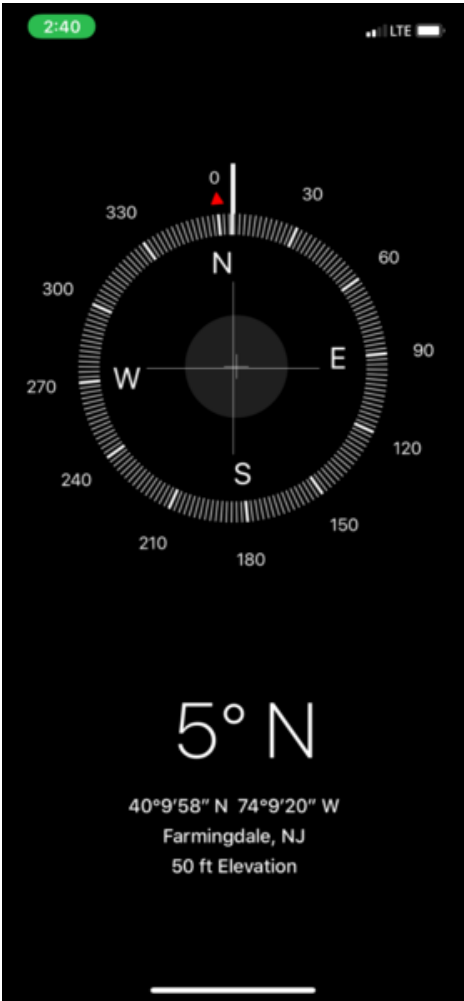 2:40 LTE
0
330 30
N
300 60
W E 90
270
240 120
S
210 150
180
5° N
40°9'58" N 74°9'20" W
Farmingdale, NJ
50 ft Elevation